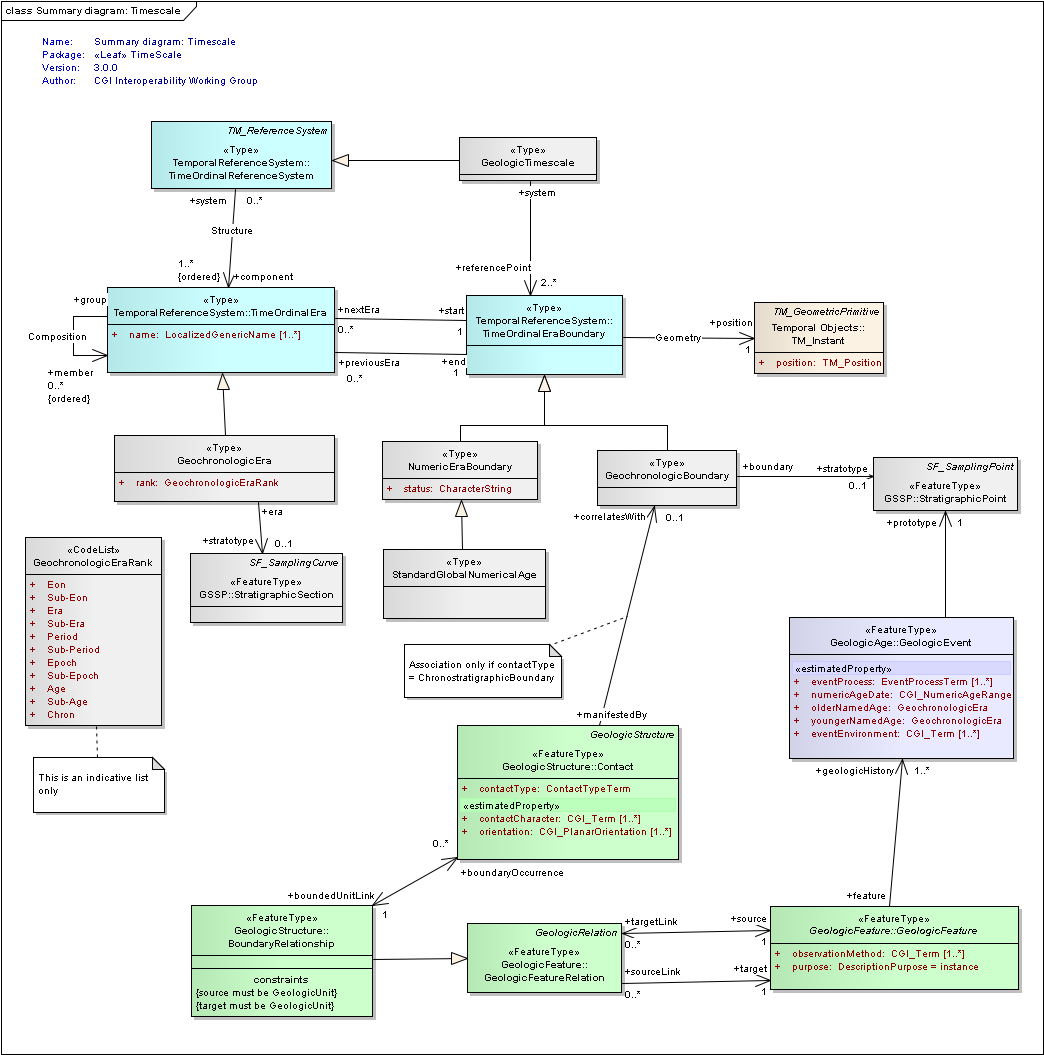 class Summary diagram: Timescale
Name: Summary diagram: Timescale
Package: «Leaf» TimeScale
Version: 3.0.0
Author: CGI Interoperability Working Group
TM_ReferenceSystem
«Type»
TemporalReferenceSystem::
TimeOrdinalReferenceSystem
«Type»
GeologicTimescale
+system 0..*
+system
Structure
1..*
{ordered} +component
+referencePoint
2..*
+group
«Type»
TemporalReferenceSystem::TimeOrdinalEra
+ name: LocalizedGenericName [1..*]
Composition
+member
0..*
{ordered}
+nextEra +start
0..* 1
+previousEra +end
0..* 1
«Type»
TemporalReferenceSystem::
TimeOrdinalEraBoundary
Geometry
+position
1
TM_GeometricPrimitive
Temporal Objects::
TM_Instant
+ position: TM_Position
«Type»
GeochronologicEra
+ rank: GeochronologicEraRank
+era
+stratotype 0..1
SF_SamplingCurve
«FeatureType»
GSSP::StratigraphicSection
«Type»
NumericEraBoundary
+ status: CharacterString
«Type»
StandardGlobalNumericalAge
«Type»
GeochronologicBoundary
+boundary +stratotype
0..1
SF_SamplingPoint
«FeatureType»
GSSP::StratigraphicPoint
+correlatesWith 0..1
+prototype 1
«CodeList»
GeochronologicEraRank
+ Eon
+ Sub-Eon
+ Era
+ Sub-Era
+ Period
+ Sub-Period
+ Epoch
+ Sub-Epoch
+ Age
+ Sub-Age
+ Chron
This is an indicative list
only
Association only if contactType
= ChronostratigraphicBoundary
«FeatureType»
GeologicAge::GeologicEvent
«estimatedProperty»
+ eventProcess: EventProcessTerm [1..*]
+ numericAgeDate: CGI_NumericAgeRange
+ olderNamedAge: GeochronologicEra
+ youngerNamedAge: GeochronologicEra
+ eventEnvironment: CGI_Term [1..*]
+geologicHistory 1..*
+manifestedBy
GeologicStructure
«FeatureType»
GeologicStructure::Contact
+ contactType: ContactTypeTerm
«estimatedProperty»
+ contactCharacter: CGI_Term [1..*]
+ orientation: CGI_PlanarOrientation [1..*]
0..*
+boundaryOccurrence
+boundedUnitLink
1
«FeatureType»
GeologicStructure::
BoundaryRelationship
constraints
{source must be GeologicUnit}
{target must be GeologicUnit}
GeologicRelation
«FeatureType»
GeologicFeature::
GeologicFeatureRelation
+targetLink +source
0..* 1
+sourceLink +target
0..* 1
+feature
«FeatureType»
GeologicFeature::GeologicFeature
+ observationMethod: CGI_Term [1..*]
+ purpose: DescriptionPurpose = instance